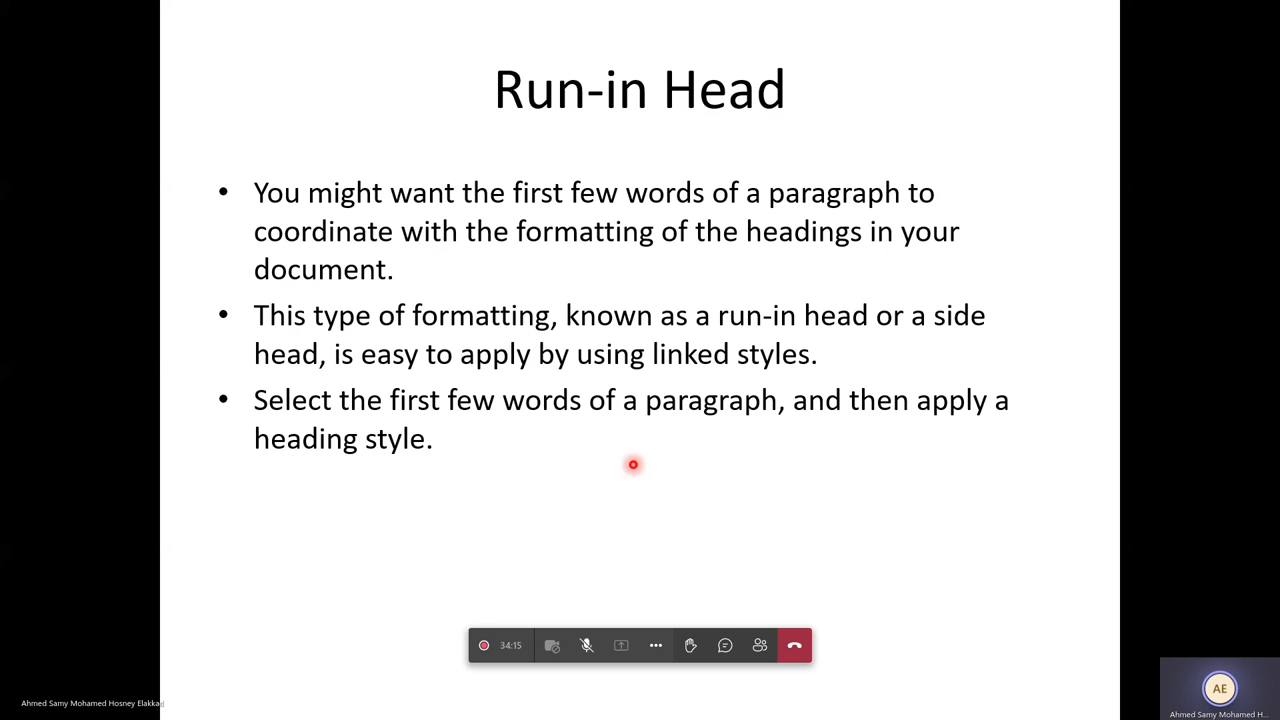 Run-in Head
• You might want the first few words of a paragraph to
coordinate with the formatting of the headings in your
document.
• This type of formatting, known as a run-in head or a side
head, is easy to apply by using linked styles.
• Select the first few words of a paragraph, and then apply a
heading style.
34:15
AE
Ahmed Samy Mohamed Hosney Elakkad
Ahmed Samy Mohamed H...